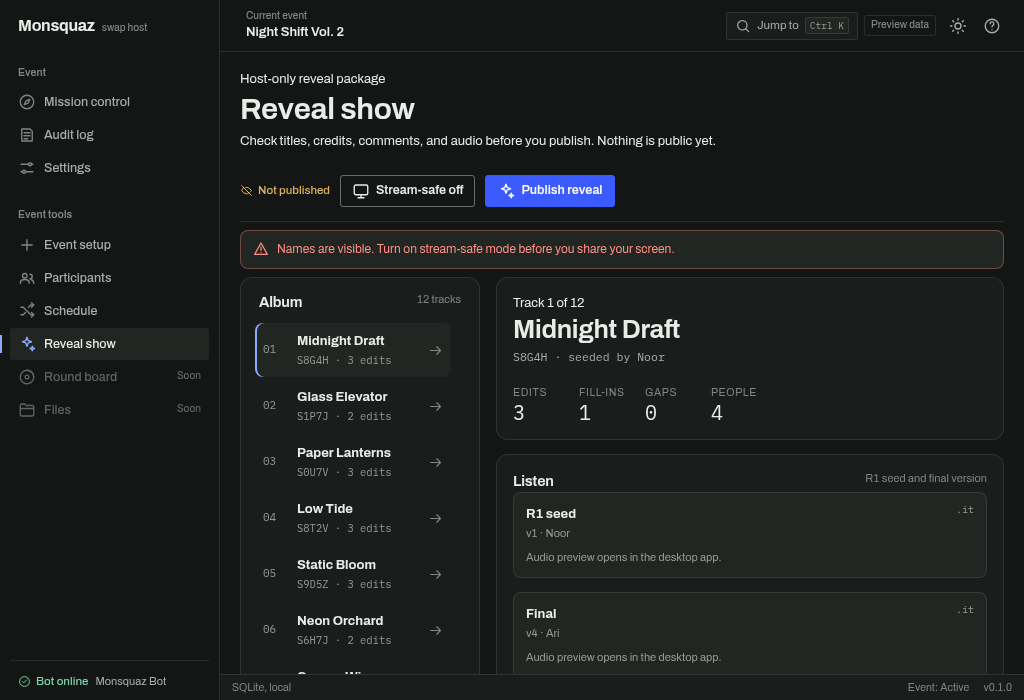 Monsquaz swap host
Event
Mission control
Audit log
Settings
Event tools
Event setup
Participants
Schedule
Reveal show
Round board Soon
Files Soon
Bot online Monsquaz Bot
Current event
Night Shift Vol. 2
Jump to Ctrl K
Preview data
Host-only reveal package
Reveal show
Check titles, credits, comments, and audio before you publish. Nothing is public yet.
Not published
Stream-safe off
Publish reveal
Names are visible. Turn on stream-safe mode before you share your screen.
Album 12 tracks
01 Midnight Draft
S8G4H · 3 edits
02 Glass Elevator
S1P7J · 2 edits
03 Paper Lanterns
S0U7V · 3 edits
04 Low Tide
S8T2V · 3 edits
05 Static Bloom
S9D5Z · 3 edits
06 Neon Orchard
S6H7J · 2 edits
Track 1 of 12
Midnight Draft
S8G4H · seeded by Noor
EDITS FILL-INS GAPS PEOPLE
3 1 0 4
Listen R1 seed and final version
R1 seed .it
v1 · Noor
Audio preview opens in the desktop app.
Final .it
v4 · Ari
Audio preview opens in the desktop app.
SQLite, local
Event: Active v0.1.0